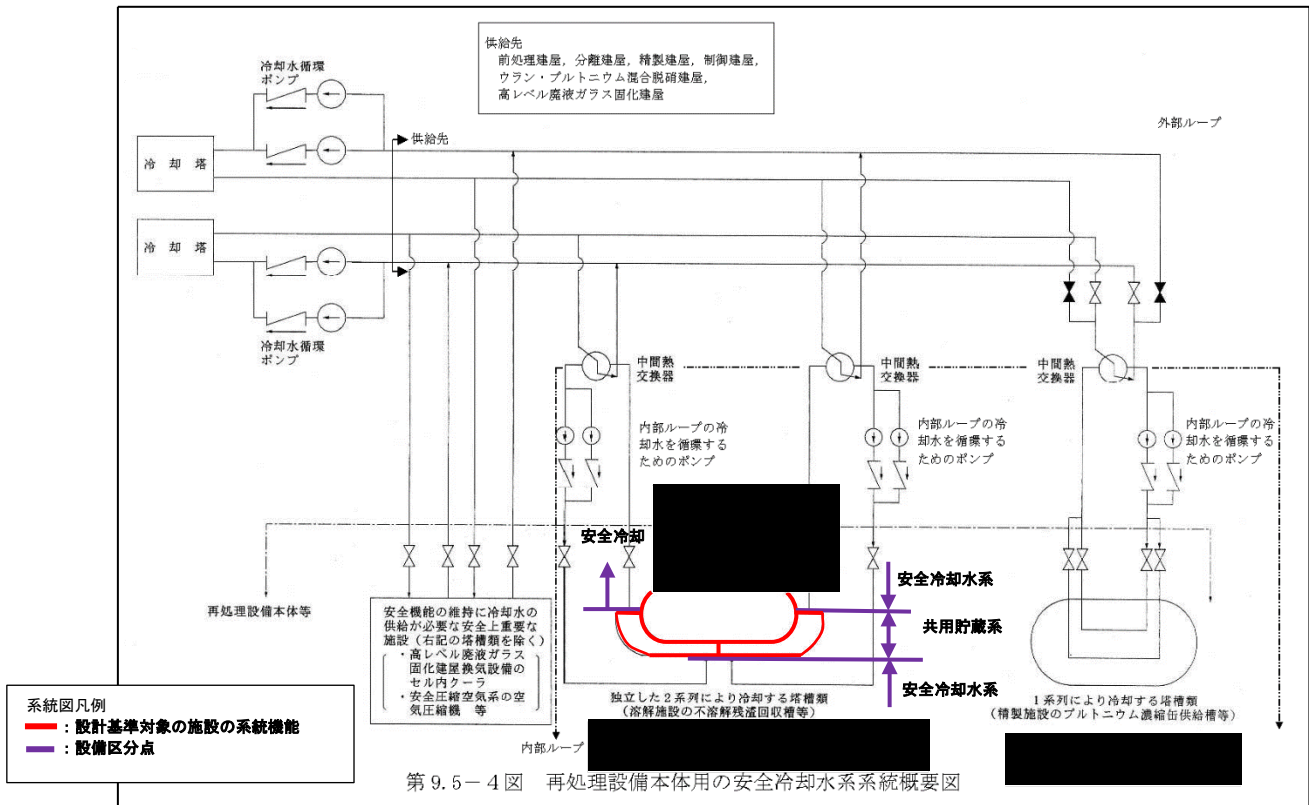 供給先
前処理建屋，分離建屋，精製建屋，制御建屋，
ウラン・プルトニウム混合脱硝建屋，
高レベル廃液ガラス固化建屋
冷却水循環
ポンプ
外部ループ
供給先
冷却塔
冷却塔
冷却水循環
ポンプ
中間熱
交換器
中間熱
交換器
中間熱
交換器
内部ループの冷
却水を循環する
ためのポンプ
内部ループの冷
却水を循環する
ためのポンプ
内部ループの冷
却水を循環する
ためのポンプ
安全冷却
安全冷却水系
共用貯蔵系
安全冷却水系
再処理設備本体等
安全機能の維持に冷却水の
供給が必要な安全上重要な
施設（右記の塔槽類を除く）
・高レベル廃液ガラス
固化建屋換気設備の
セル内クーラ
・安全圧縮空気系の空
気圧縮機 等
独立した２系列により冷却する塔槽類
（溶解施設の不溶解残渣回収槽等）
１系列により冷却する塔槽類
（精製施設のプルトニウム濃縮缶供給槽等）
内部ループ
系統図凡例
：設計基準対象の施設の系統機能
：設備区分点
第9.5－4図 再処理設備本体用の安全冷却水系系統概要図